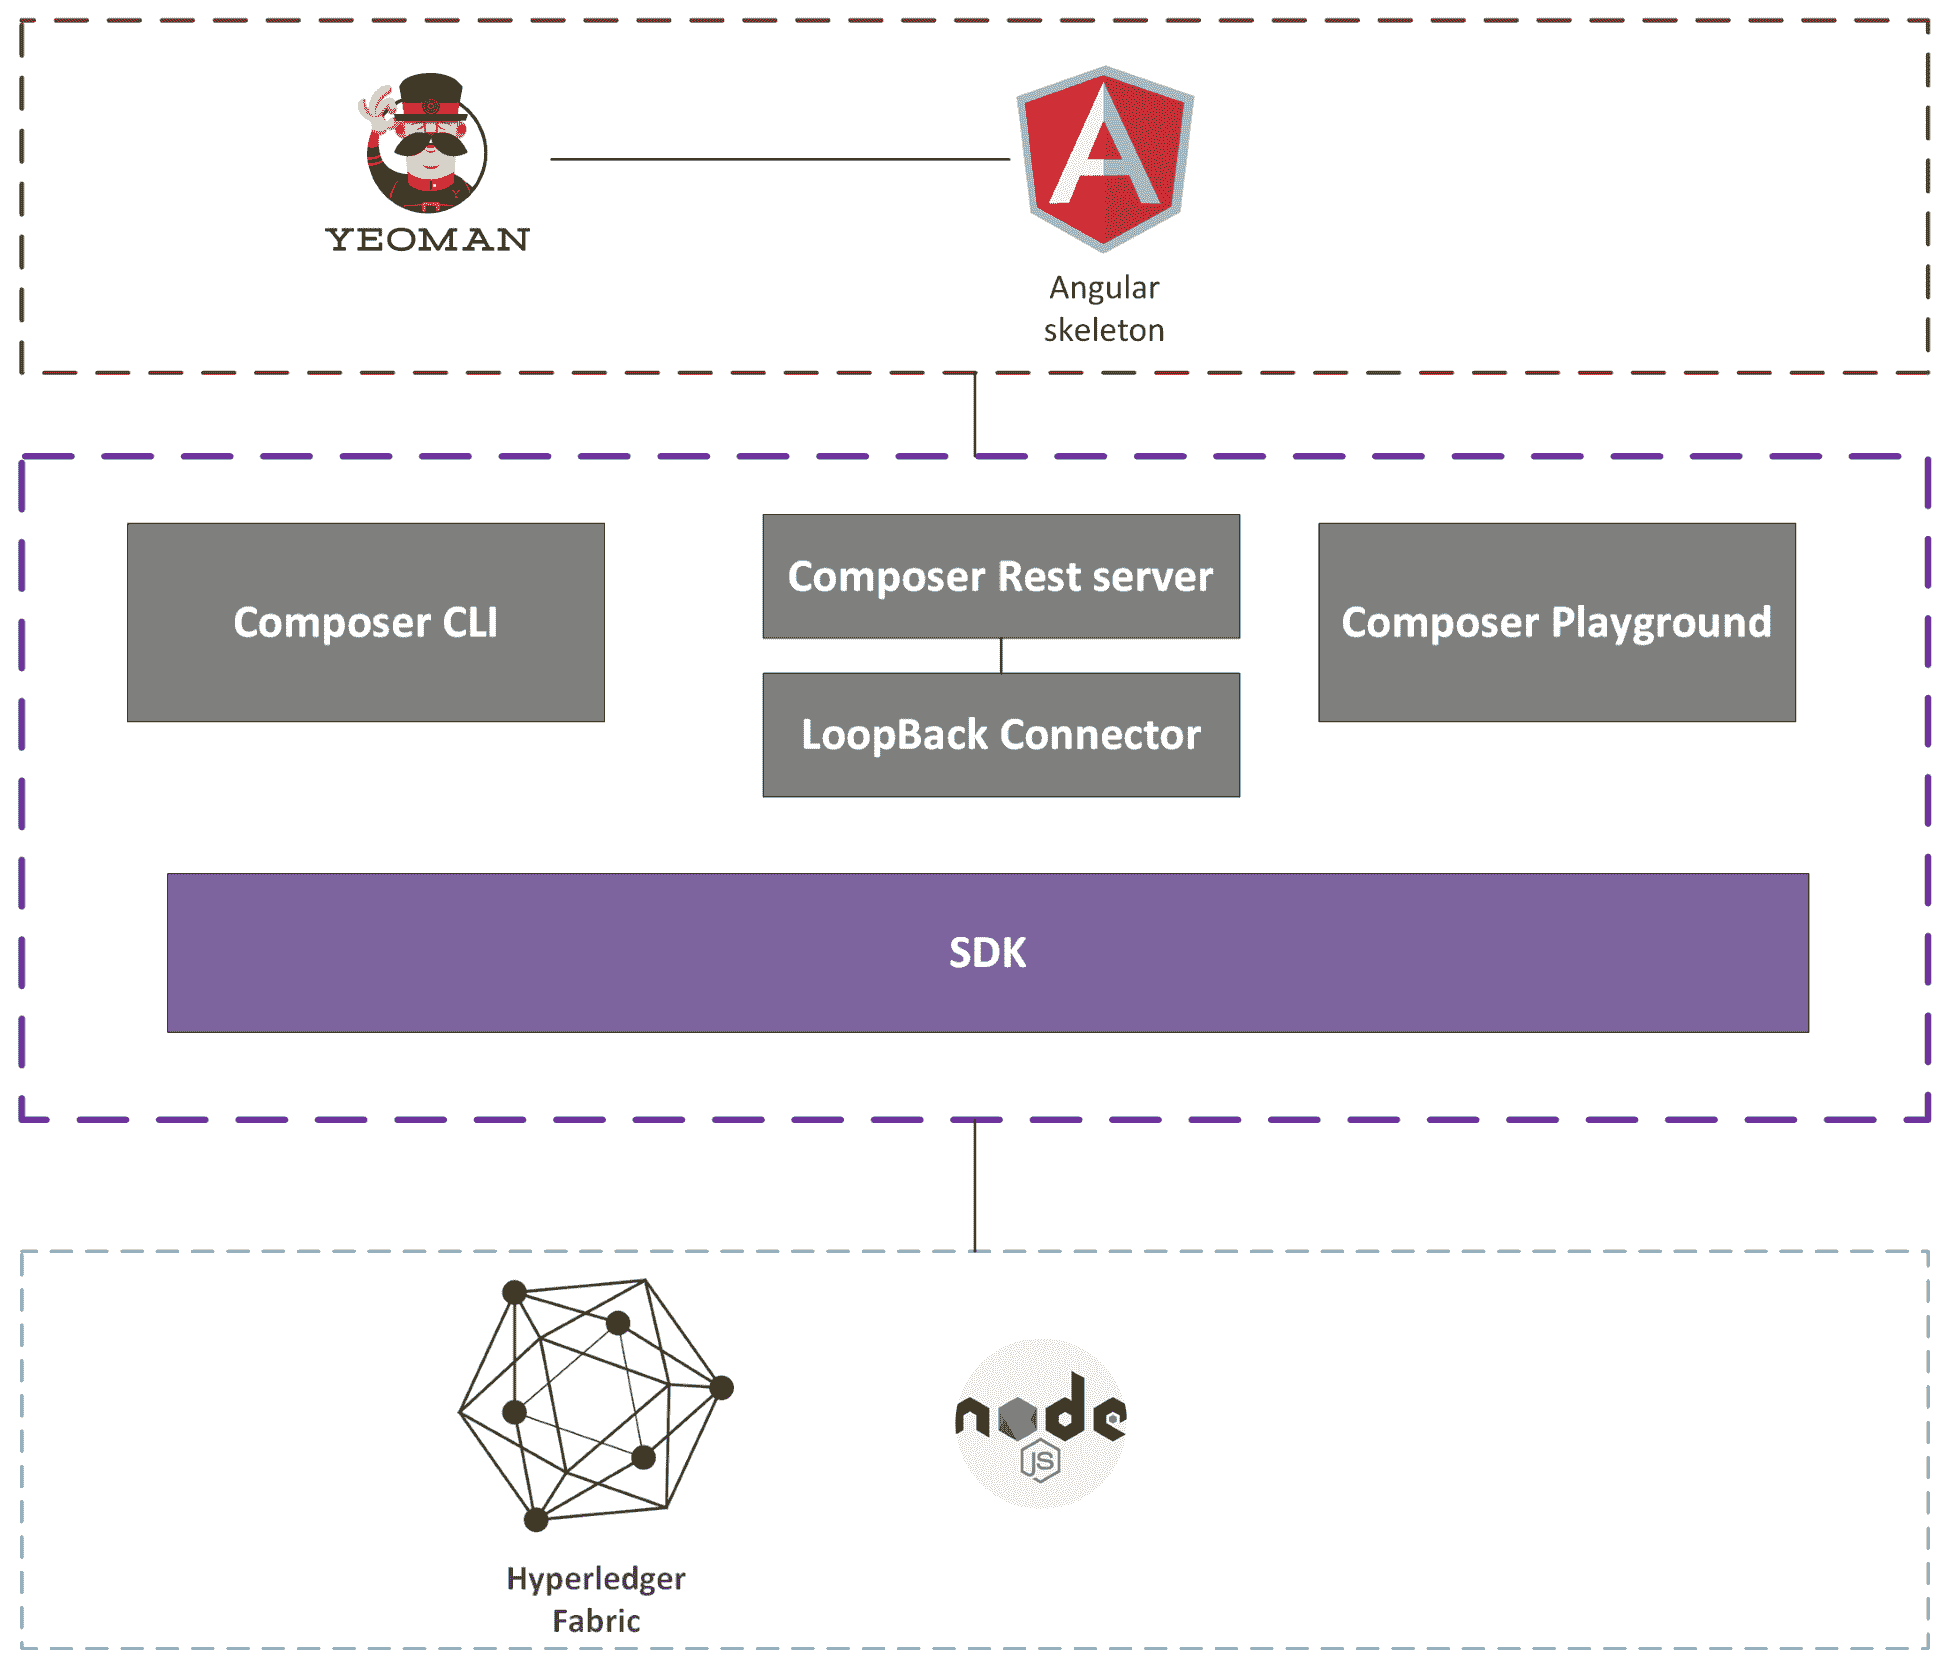 YEOMAN
Angular
skeleton
Composer CLI
Composer Rest server
Composer Playground
LoopBack Connector
SDK
node
JS
Hyperledger
Fabric